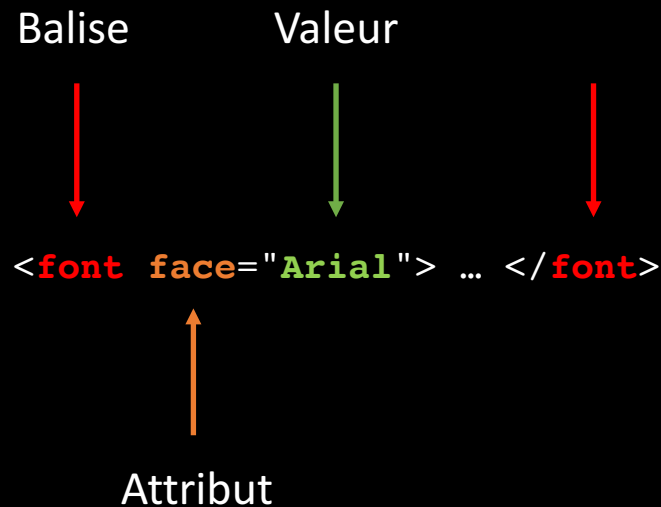 Balise Valeur
<font face="Arial"> … </font>
Attribut